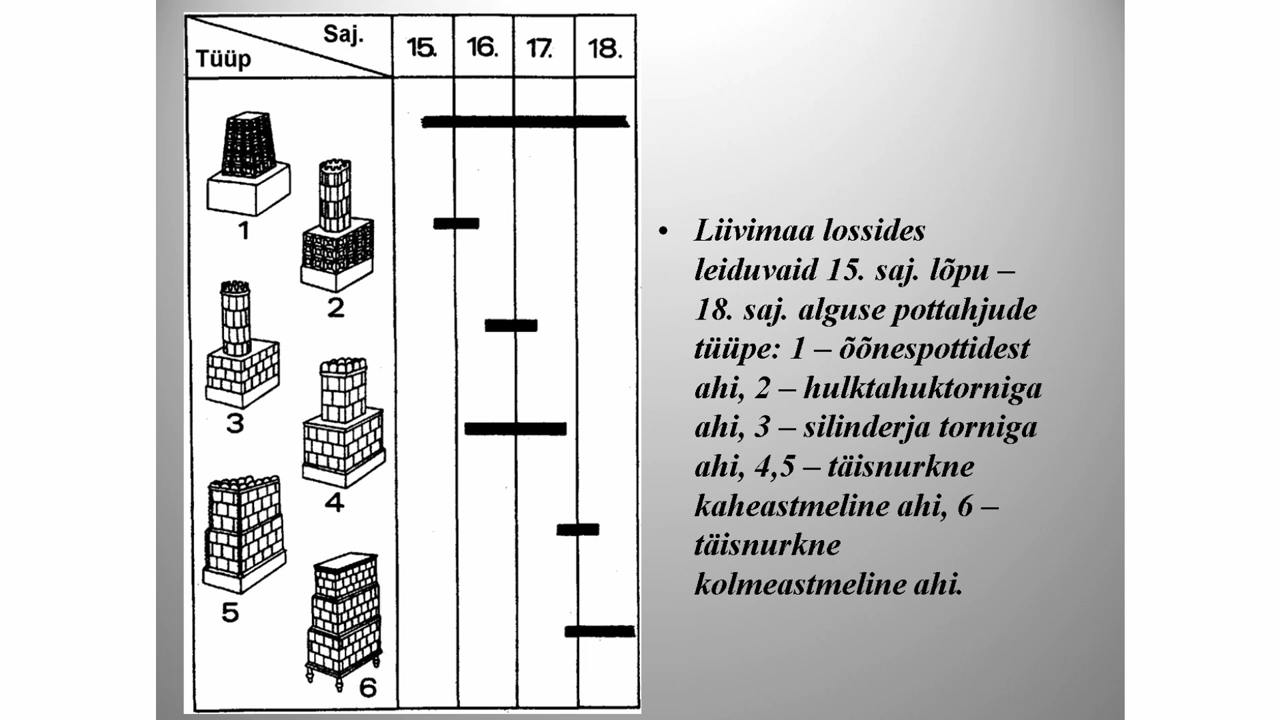 Saj.
Tüüp
15. 16. 17. 18.
1
2
3
4
5
6
• Liivimaa lossides
leiduvaid 15. saj. lõpu –
18. saj. alguse pottahjude
tüüpe: 1 – õõnespottidest
ahi, 2 – hulktahuktorniga
ahi, 3 – silinderja torniga
ahi, 4,5 – täisnurkne
kaheastmeline ahi, 6 –
täisnurkne
kolmeastmeline ahi.